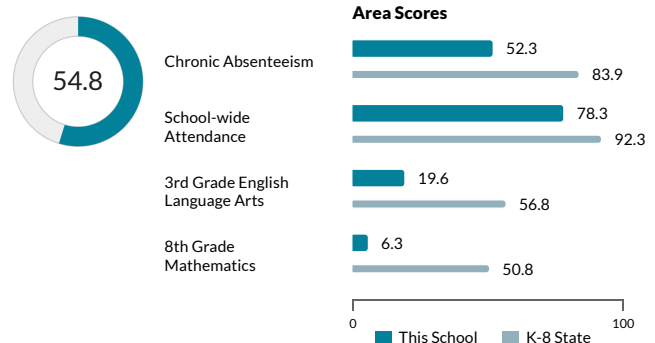 Area Scores
54.8
Chronic Absenteeism
52.3
83.9
School-wide
Attendance
78.3
92.3
3rd Grade English
Language Arts
19.6
56.8
8th Grade
Mathematics
6.3
50.8
0
100
This School
K-8 State